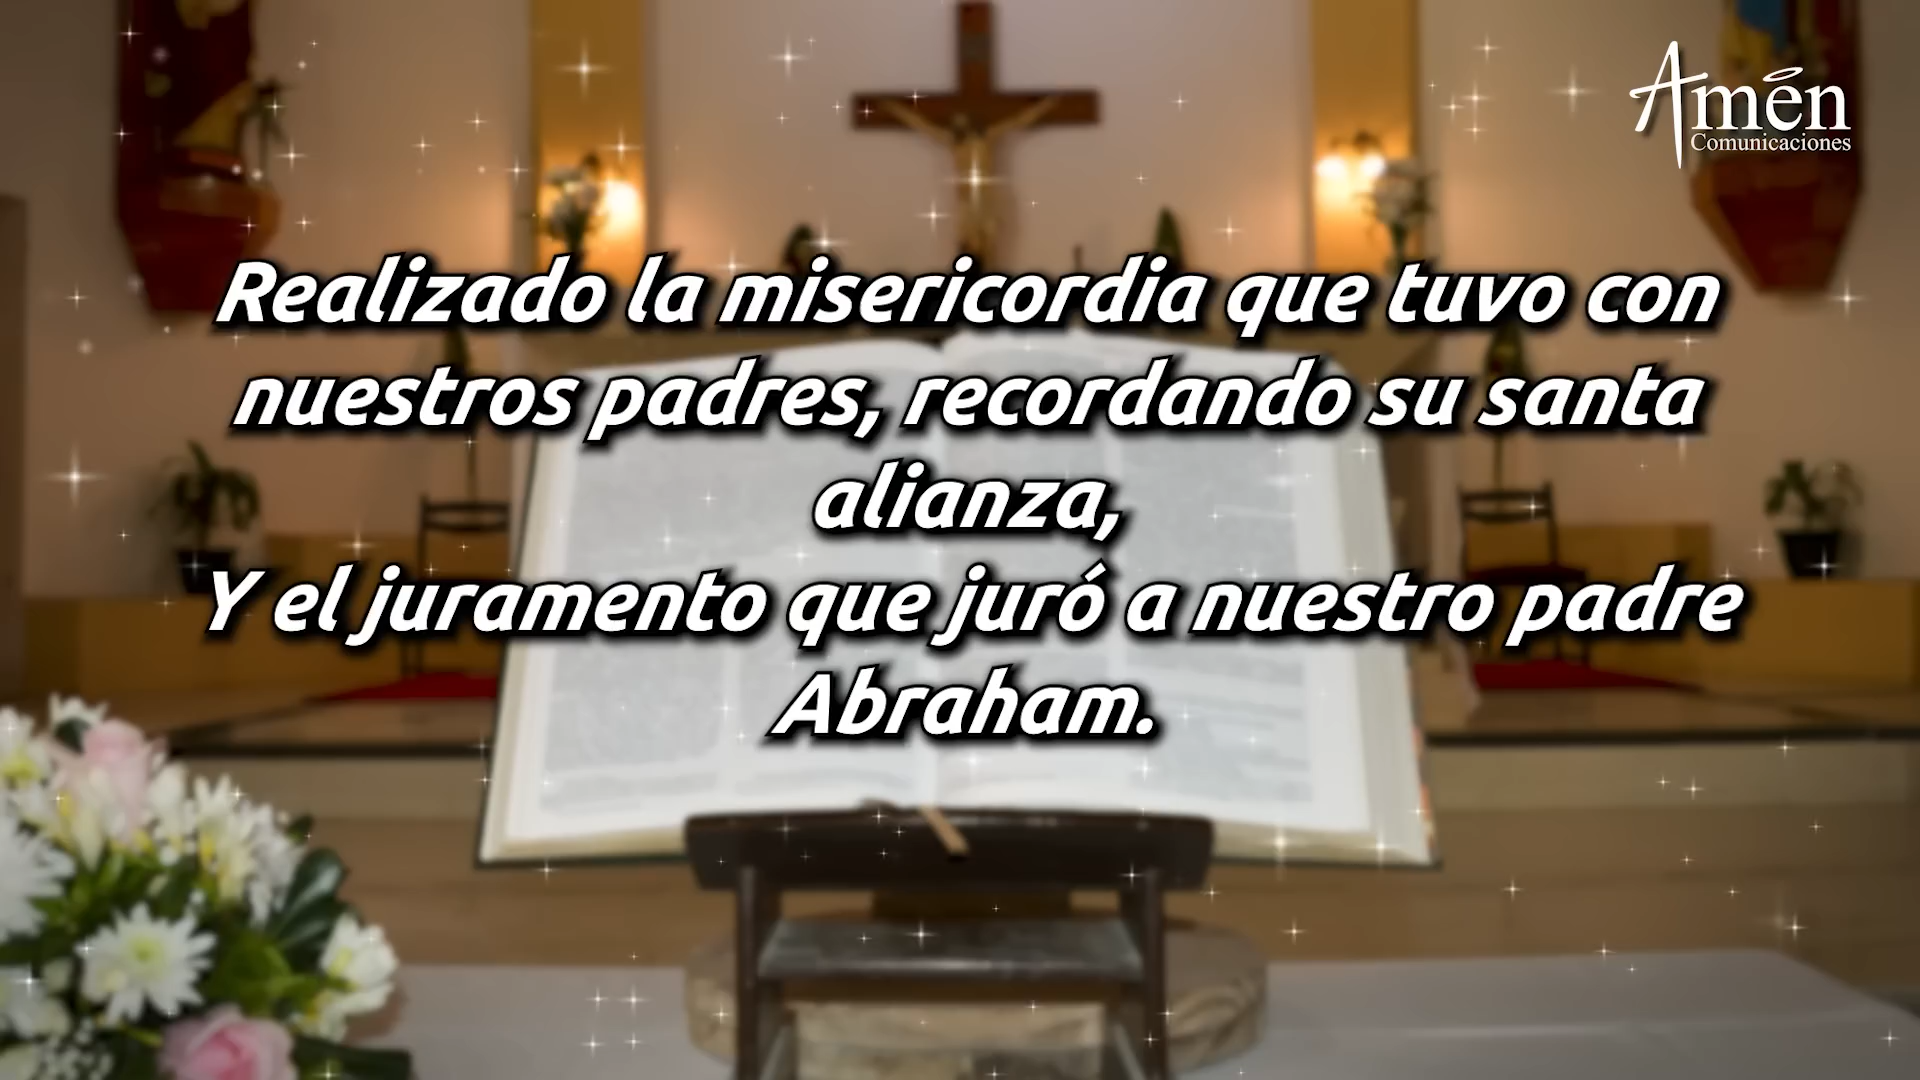 Amén
Comunicaciones
Realizado la misericordia que tuvo con
nuestros padres, recordando su santa
alianza,
Y el juramento que juró a nuestro padre
Abraham.